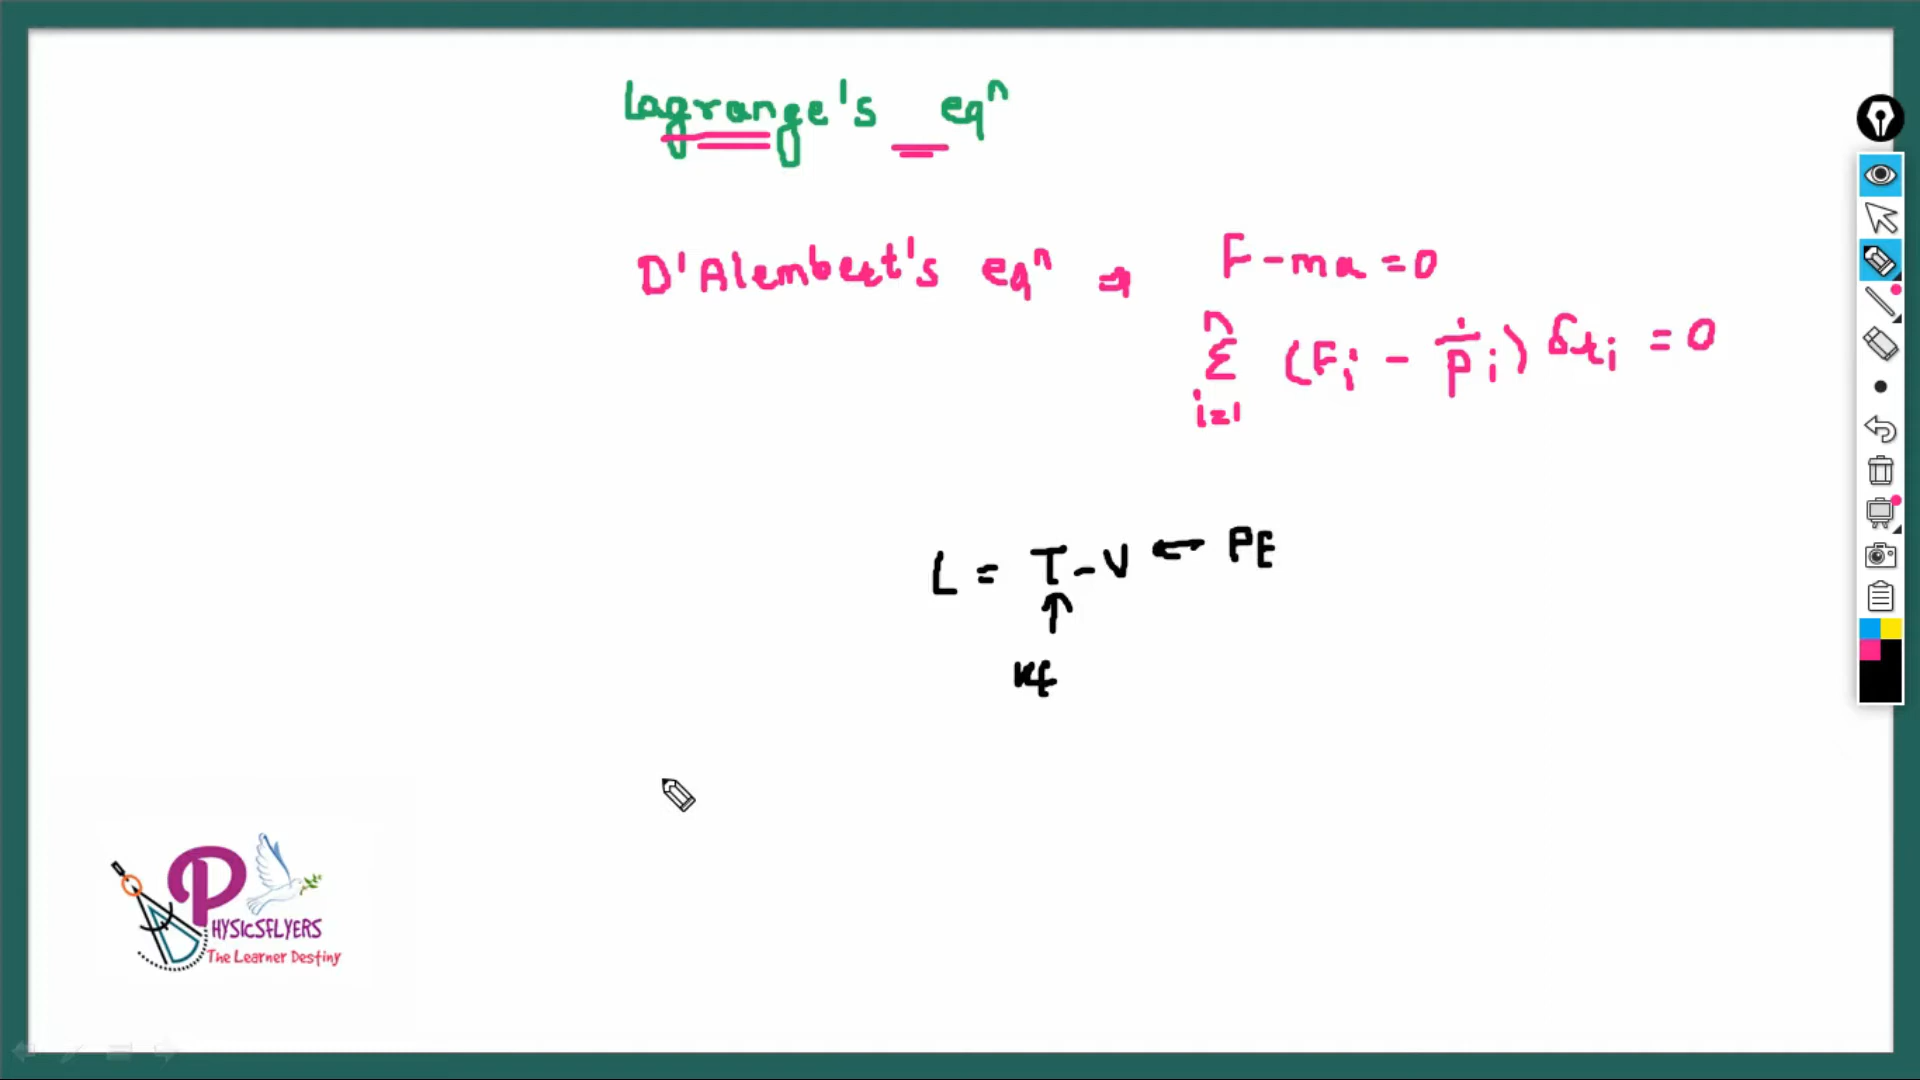 Lagrange's eqⁿ
D'Alembert's eqⁿ ⇒ F - ma = 0
n
Σ (Fi - ṗi) δri = 0
i=1
L = T - V ← PE
↑
KE
PHYSICSFLYERS
The Learner Destiny